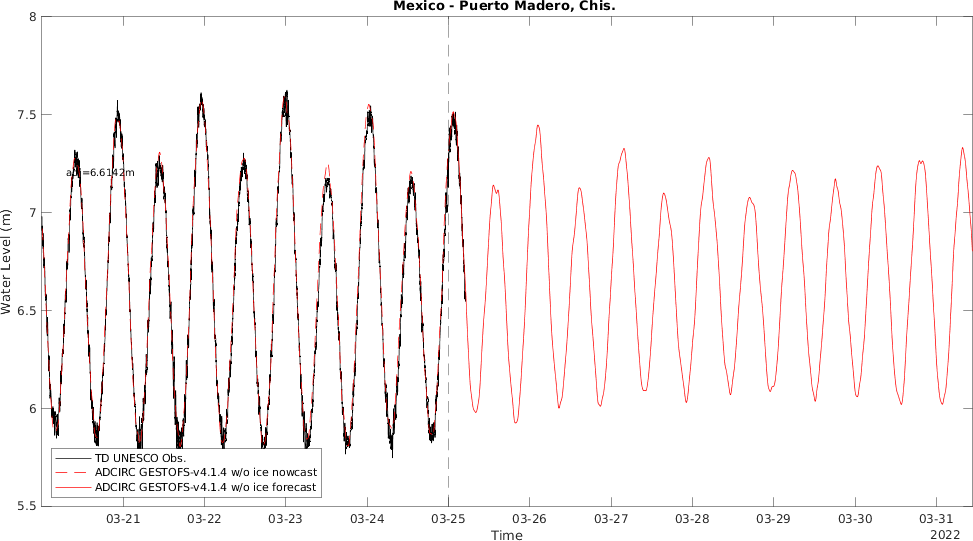 Mexico - Puerto Madero, Chis.
8
7.5
7
6.5
6
5.5
Water Level (m)
=6.6142m
TD UNESCO Obs.
ADCIRC GESTOFS-v4.1.4 w/o ice nowcast
ADCIRC GESTOFS-v4.1.4 w/o ice forecast
03-21
03-22
03-23
03-24
03-25
03-26
03-27
03-28
03-29
03-30
03-31
Time
2022